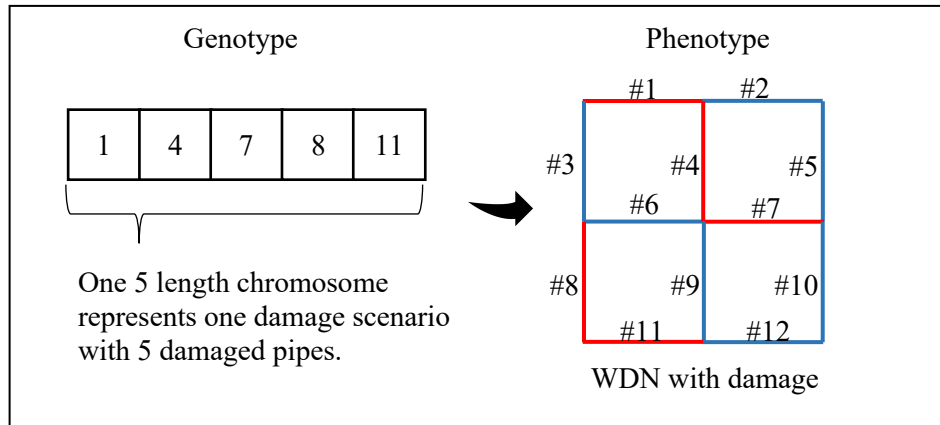 Genotype
Phenotype
1 4 7 8 11
One 5 length chromosome
represents one damage scenario
with 5 damaged pipes.
#1 #2
#3 #4 #5
#6 #7
#8 #9 #10
#11 #12
WDN with damage